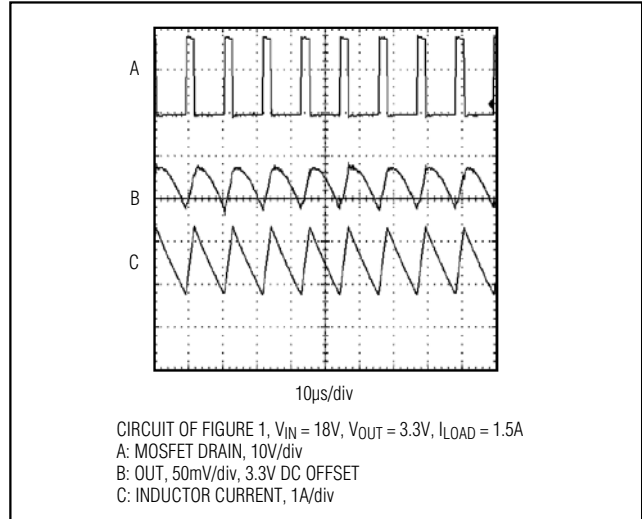 A
B
C
10µs/div
CIRCUIT OF FIGURE 1, VIN = 18V, VOUT = 3.3V, ILOAD = 1.5A
A: MOSFET DRAIN, 10V/div
B: OUT, 50mV/div, 3.3V DC OFFSET
C: INDUCTOR CURRENT, 1A/div